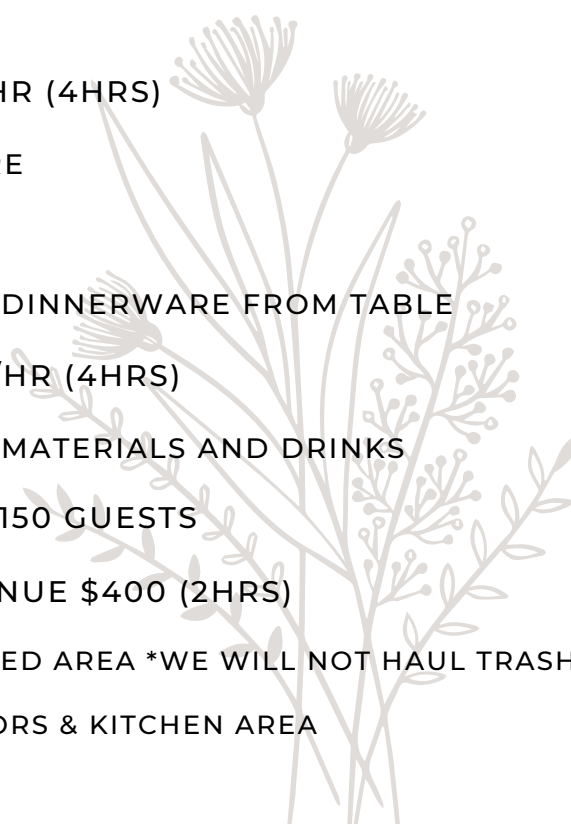 HR (4HRS)
RE
DINNERWARE FROM TABLE
/HR (4HRS)
MATERIALS AND DRINKS
150 GUESTS
NUE $400 (2HRS)
ED AREA *WE WILL NOT HAUL TRASH
ORS & KITCHEN AREA